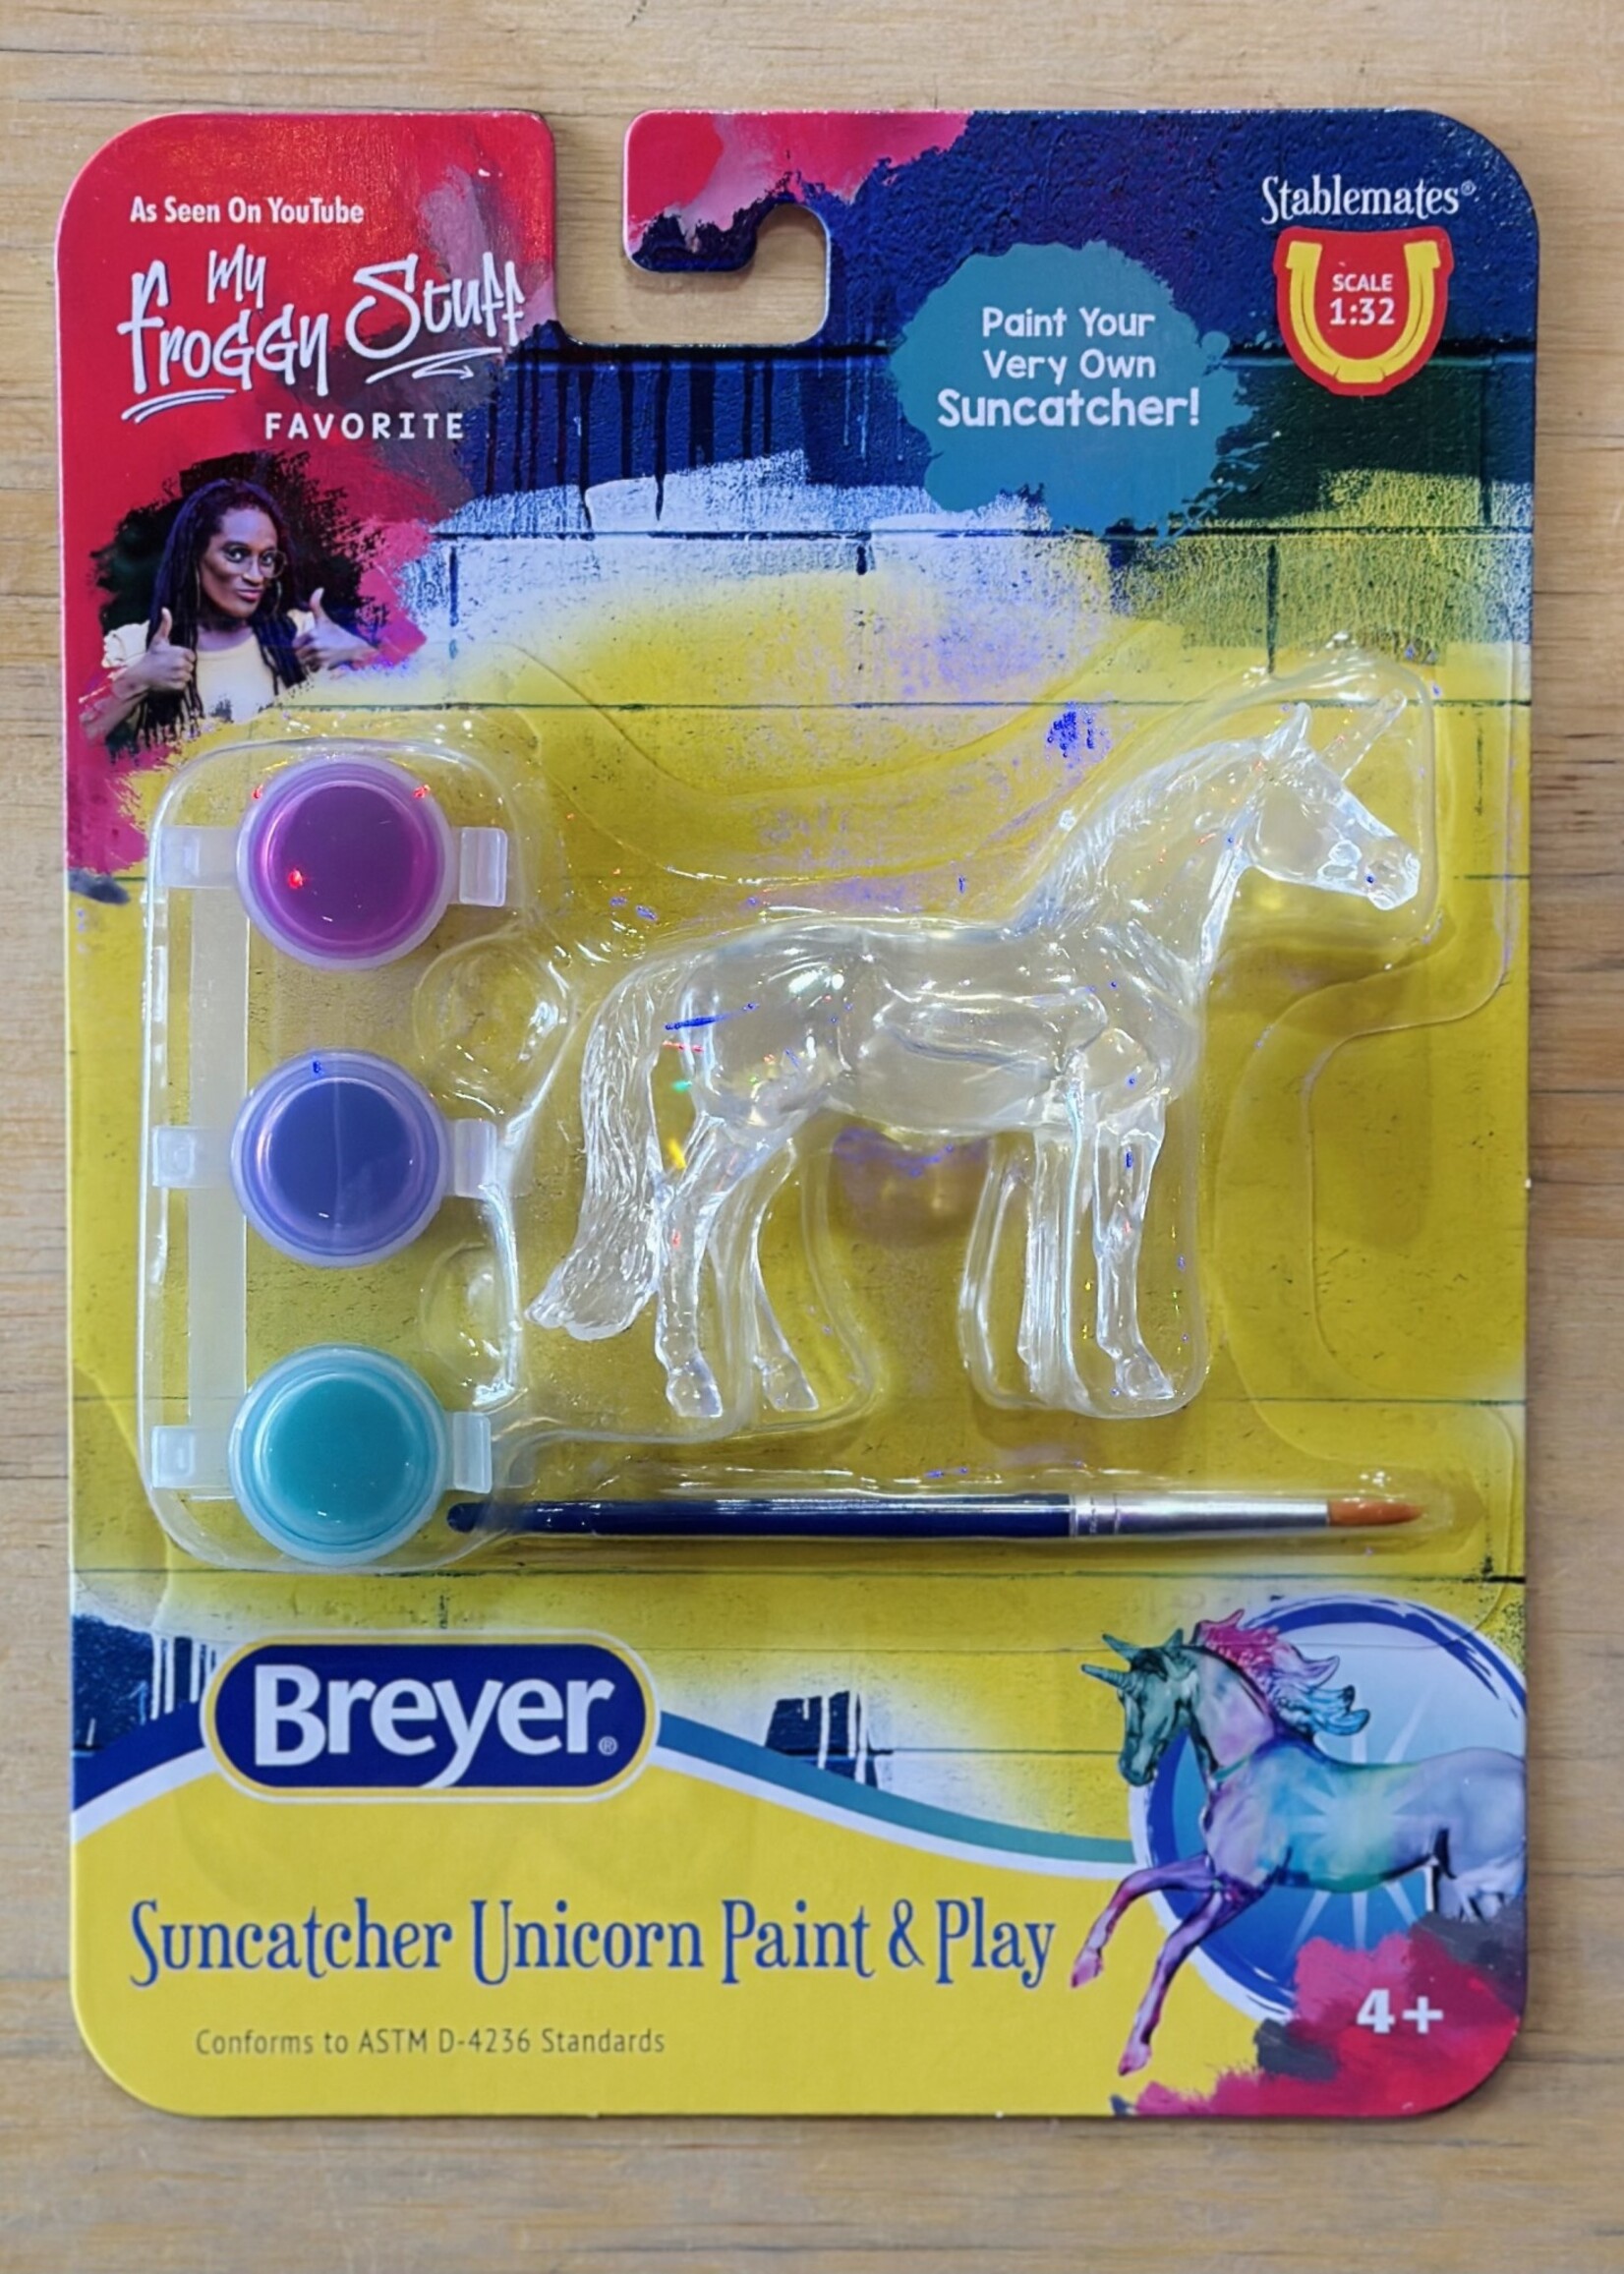 As Seen On YouTube
My
Froggy Stuff
FAVORITE
Paint Your
Very Own
Suncatcher!
Stablemates®
SCALE
1:32
Breyer®
Suncatcher Unicorn Paint & Play
Conforms to ASTM D-4236 Standards
4+